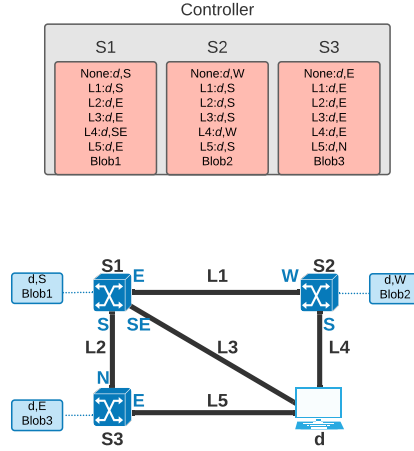 Controller
S1 S2 S3
None:d,S None:d,W None:d,E
L1:d,S L1:d,S L1:d,E
L2:d,E L2:d,S L2:d,E
L3:d,E L3:d,S L3:d,E
L4:d,SE L4:d,W L4:d,E
L5:d,E L5:d,S L5:d,N
Blob1 Blob2 Blob3
S1 S2
E L1 W
d,S
Blob1
d,W
Blob2
S SE S
L2 L3 L4
N
E L5
d,E
Blob3
S3 d